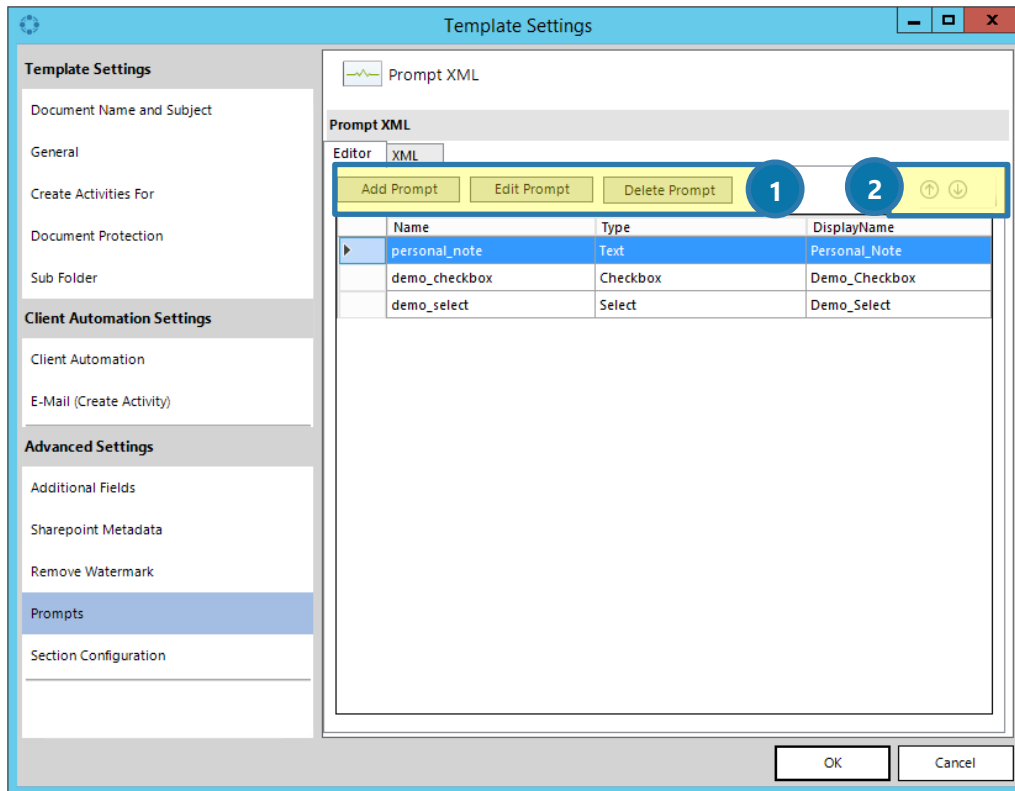 Template Settings
x
Template Settings
Document Name and Subject
General
Create Activities For
Document Protection
Sub Folder
Client Automation Settings
Client Automation
E-Mail (Create Activity)
Advanced Settings
Additional Fields
Sharepoint Metadata
Remove Watermark
Prompts
Section Configuration
Prompt XML
Prompt XML
Editor XML
Add Prompt Edit Prompt Delete Prompt 1 2
Name Type DisplayName
personal_note Text Personal_Note
demo_checkbox Checkbox Demo_Checkbox
demo_select Select Demo_Select
OK Cancel